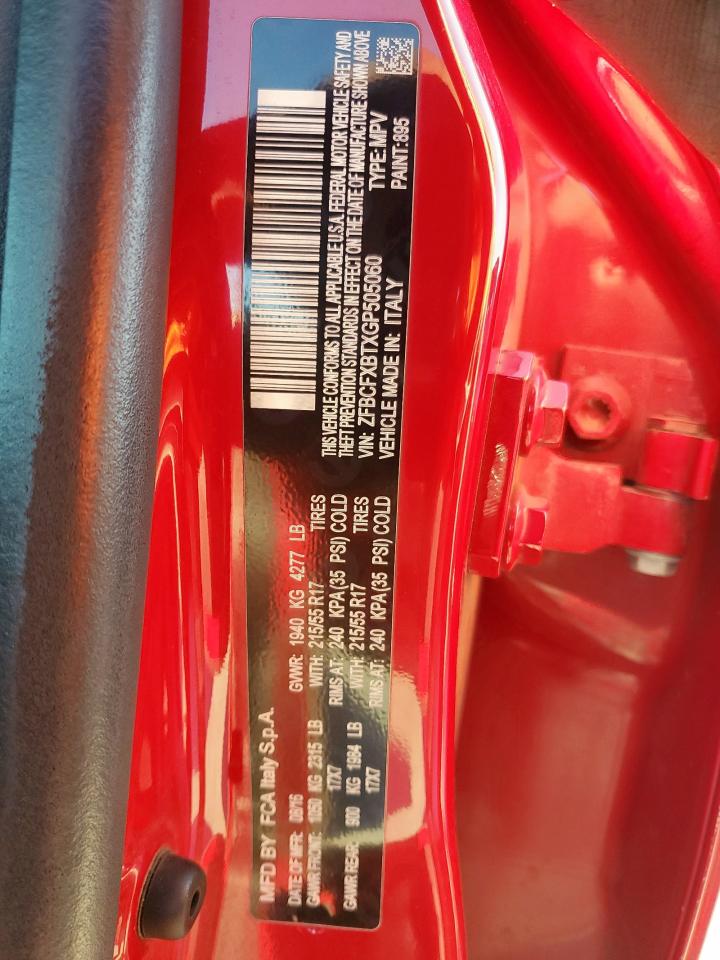 MFD BY FCA Italy S.p.A.
DATE OF MFR: 08/16 GVWR: 1940 KG 4277 LB
GAWR FRONT: 1050 KG 2315 LB WITH: 215/55 R17 TIRES
17X7 RIMS AT: 240 KPA(35 PSI) COLD
GAWR REAR: 900 KG 1984 LB WITH: 215/55 R17 TIRES
17X7 RIMS AT: 240 KPA(35 PSI) COLD
THIS VEHICLE CONFORMS TO ALL APPLICABLE U.S.A. FEDERAL MOTOR VEHICLE SAFETY AND
THEFT PREVENTION STANDARDS IN EFFECT ON THE DATE OF MANUFACTURE SHOWN ABOVE
VIN: ZFBCFXBTXGP505060 TYPE: MPV
VEHICLE MADE IN: ITALY PAINT: 895